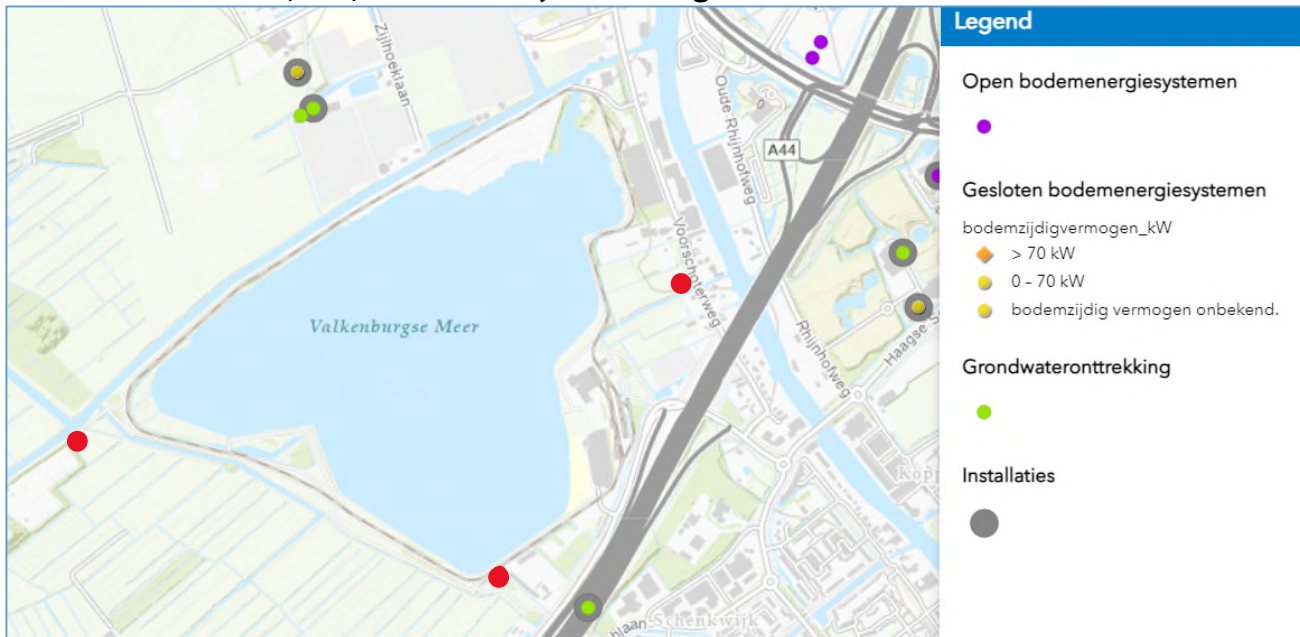 Legend
Open bodemenergiesystemen
Gesloten bodemenergiesystemen
bodemzijdigvermogen_kW
> 70 kW
0 - 70 kW
bodemzijdig vermogen onbekend.
Grondwateronttrekking
Installaties
Zijlhoeklaan
Oude-Rhijnhofweg
A44
Voorschoterweg
Valkenburgse Meer
Rhijnhofweg
Haagse S
Kopp
laan
Schenkwijk